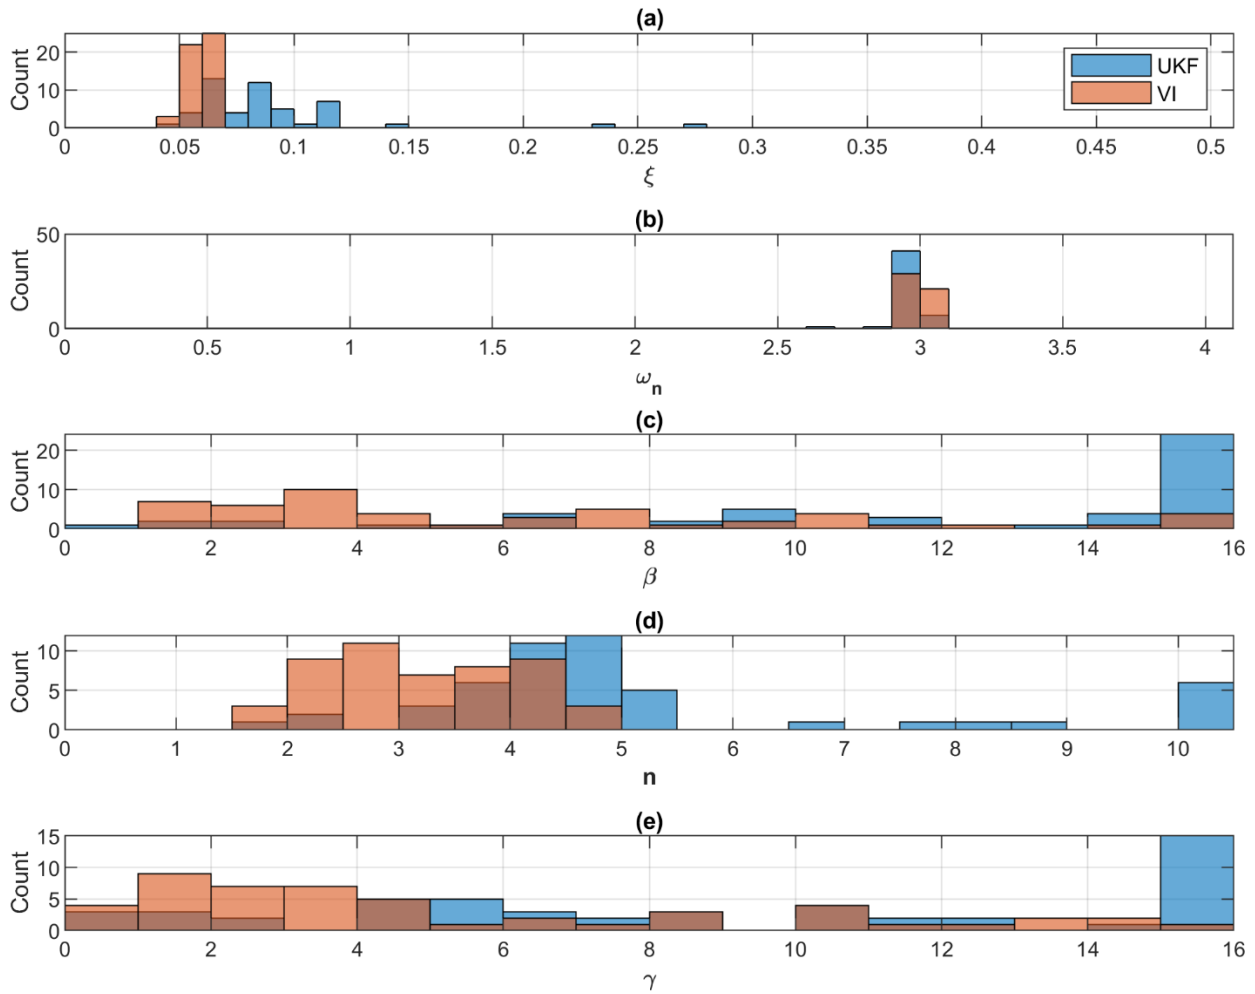 (a)
Count
20
10
0
0 0.05 0.1 0.15 0.2 0.25 0.3 0.35 0.4 0.45 0.5
ξ
UKF
VI
(b)
Count
50
0
0 0.5 1 1.5 2 2.5 3 3.5 4
ωn
(c)
Count
20
10
0
0 2 4 6 8 10 12 14 16
β
(d)
Count
10
5
0
0 1 2 3 4 5 6 7 8 9 10
n
(e)
Count
15
10
5
0
0 2 4 6 8 10 12 14 16
γ